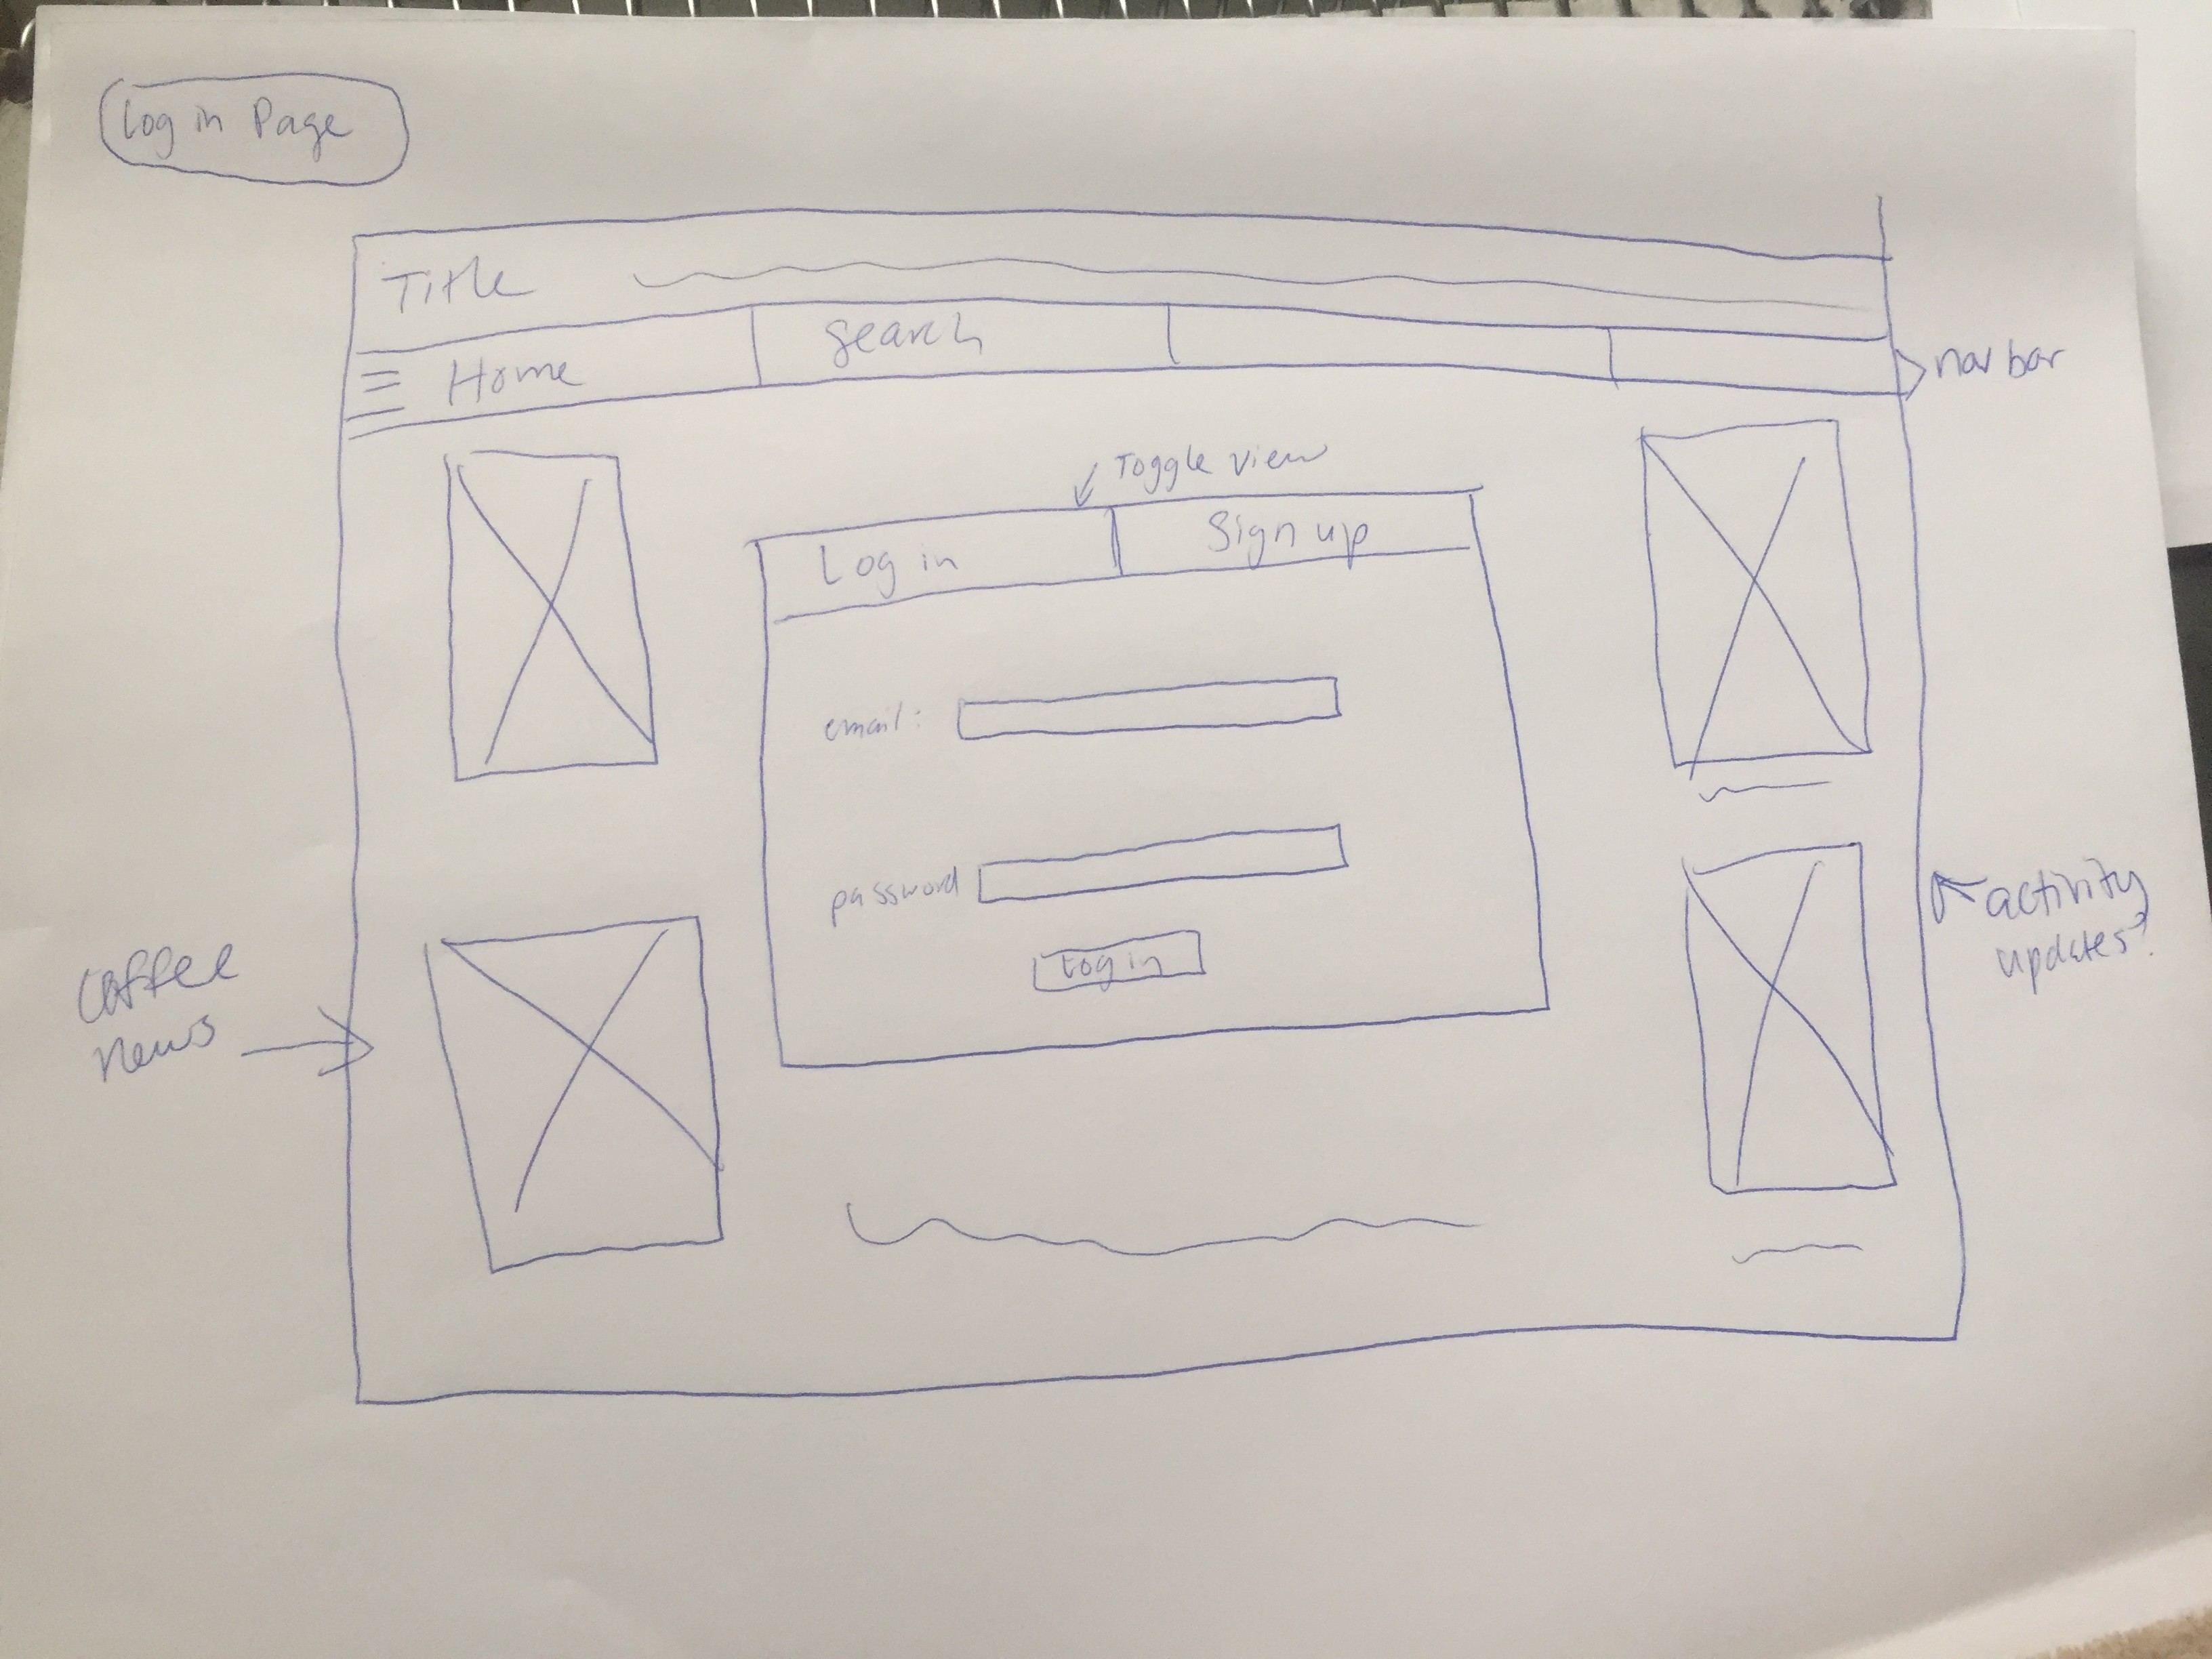 Log in Page
Title
Home
Search
nav bar
Toggle view
Log in
Sign up
email:
password
Log in
coffee
news
activity
updates?